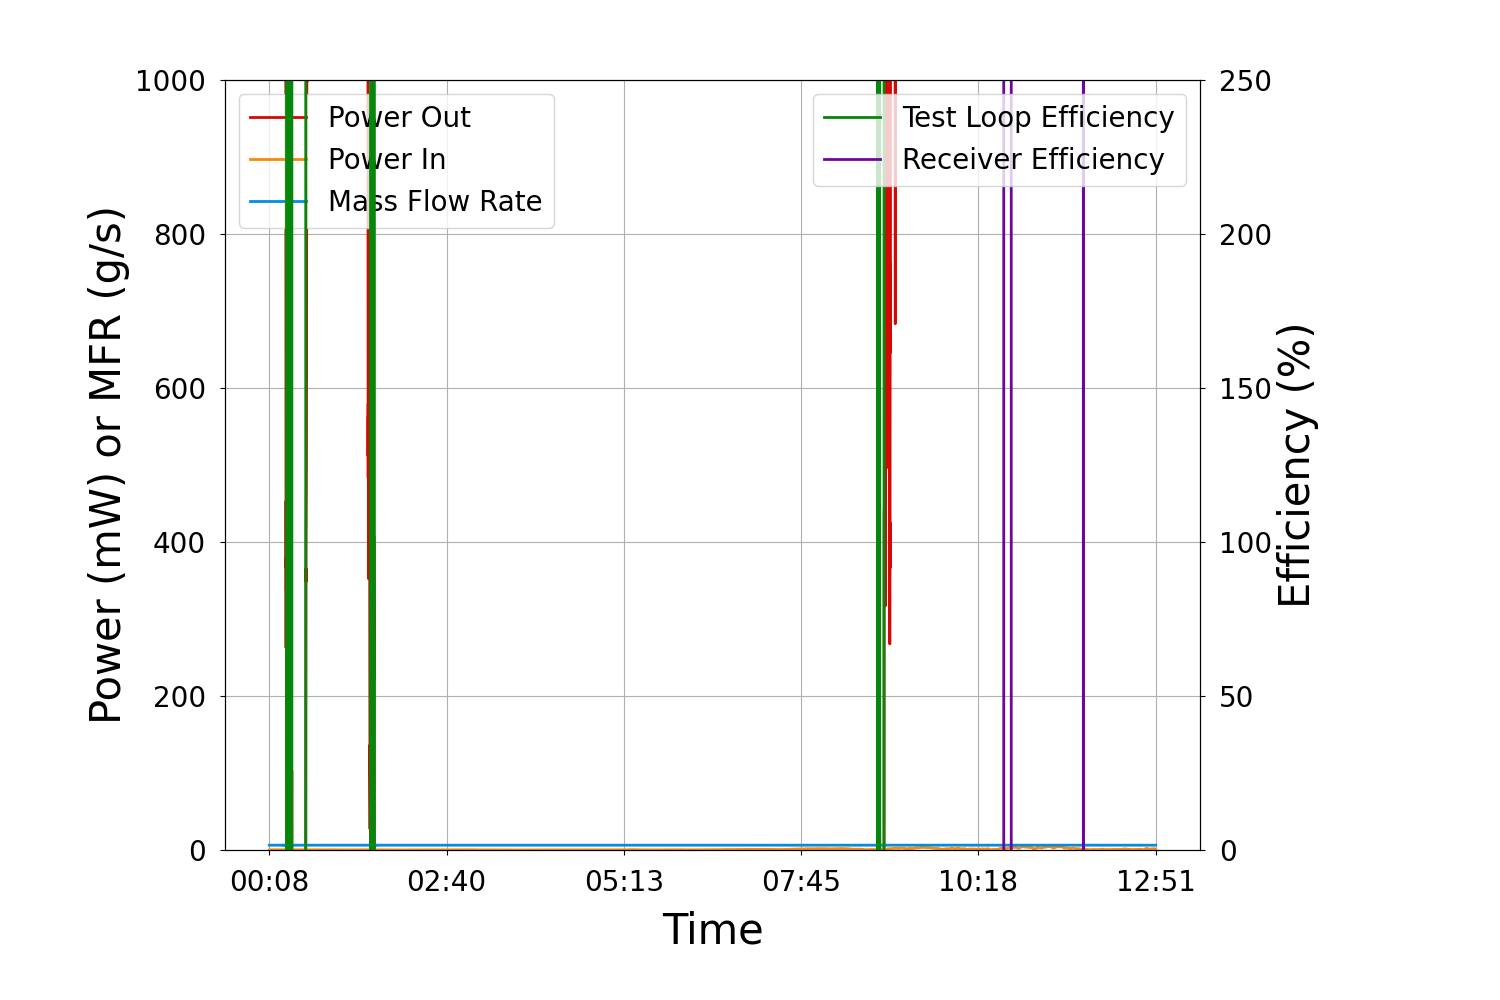 1000
800
600
400
200
0
Power (mW) or MFR (g/s)
Power Out
Power In
Mass Flow Rate
Test Loop Efficiency
Receiver Efficiency
250
200
150
100
50
0
Efficiency (%)
00:08 02:40 05:13 07:45 10:18 12:51
Time